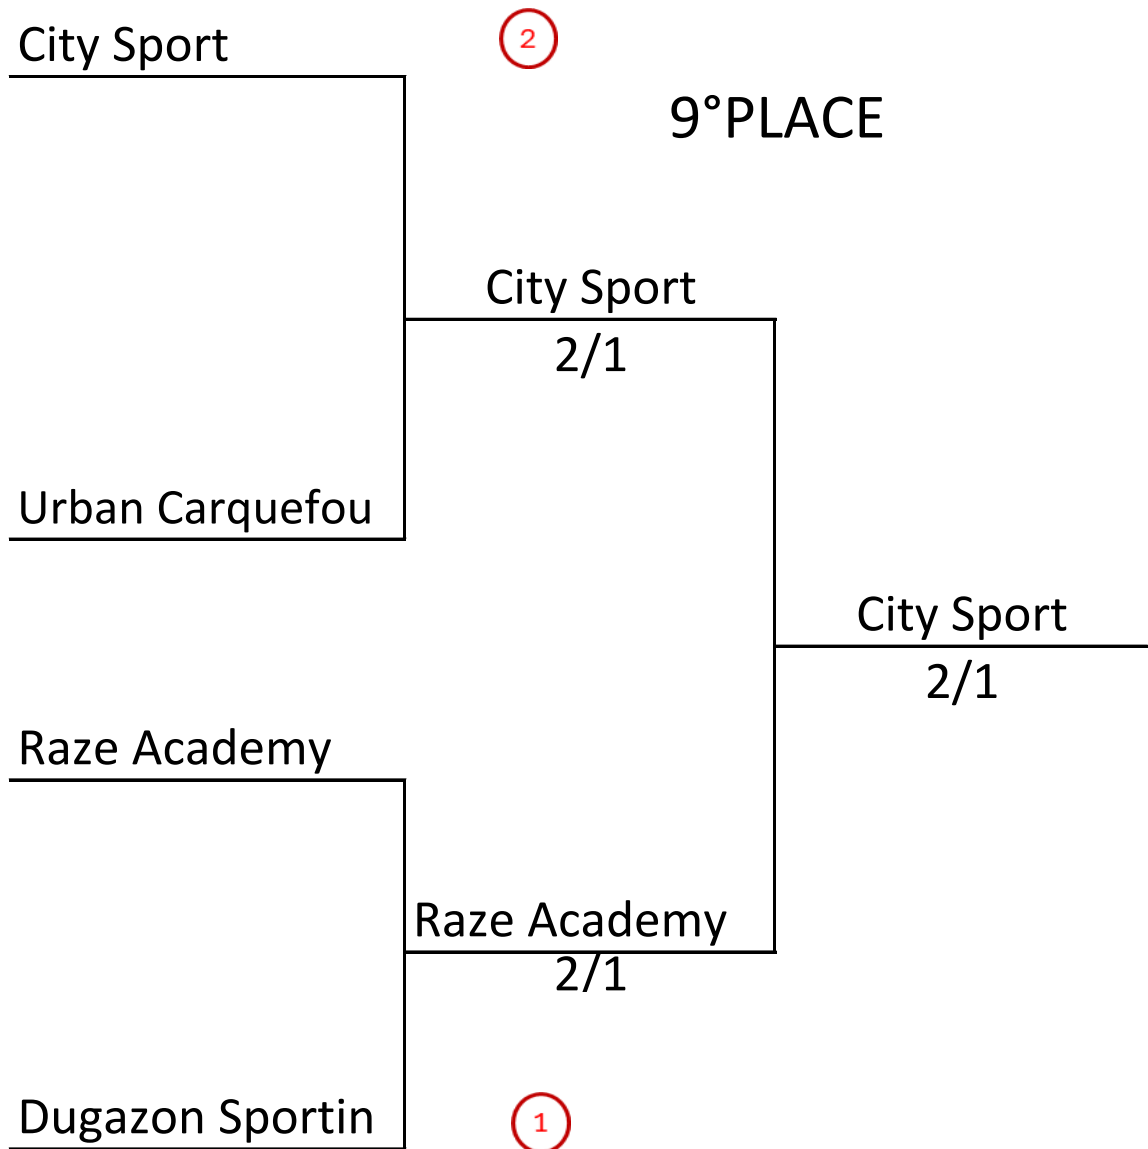 City Sport
2
9°PLACE
City Sport
2/1
Urban Carquefou
City Sport
2/1
Raze Academy
Raze Academy
2/1
Dugazon Sportin
1